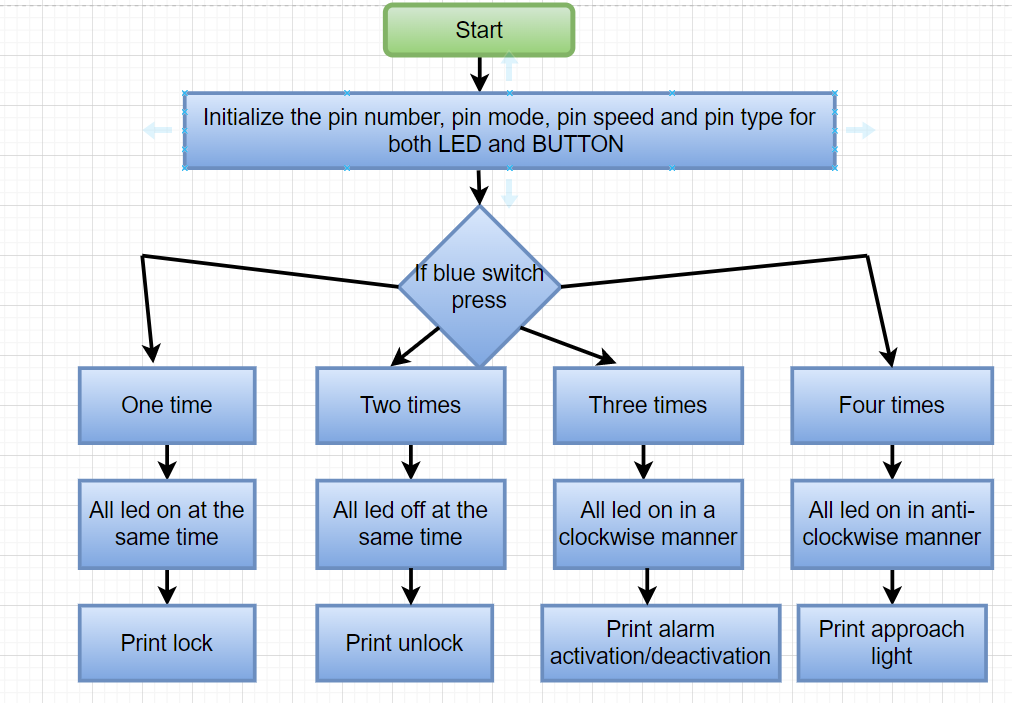 Start
Initialize the pin number, pin mode, pin speed and pin type for
both LED and BUTTON
If blue switch
press
One time
Two times
Three times
Four times
All led on at the
same time
All led off at the
same time
All led on in a
clockwise manner
All led on in anti-
clockwise manner
Print lock
Print unlock
Print alarm
activation/deactivation
Print approach
light